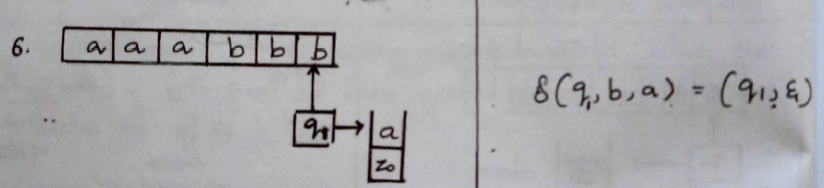 6. a a a b b b
δ(q₁, b, a) = (q₁, ε)
q₁ a
z₀